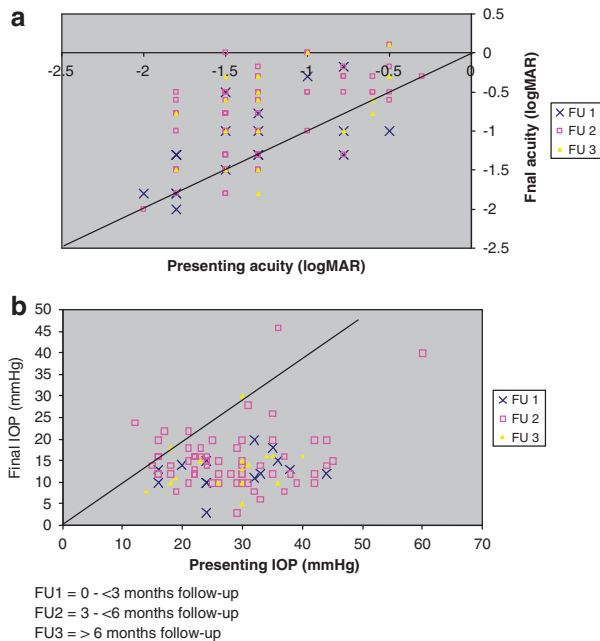 a
0.5
-2.5 -2 -1.5 -1 -0.5 0
0
-0.5
-1
-1.5
-2
-2.5
Fnal acuity (logMAR)
FU 1
FU 2
FU 3
Presenting acuity (logMAR)
b
50
45
40
35
30
25
20
15
10
5
0
Final IOP (mmHg)
FU 1
FU 2
FU 3
0 10 20 30 40 50 60 70
Presenting IOP (mmHg)
FU1 = 0 - <3 months follow-up
FU2 = 3 - <6 months follow-up
FU3 = > 6 months follow-up